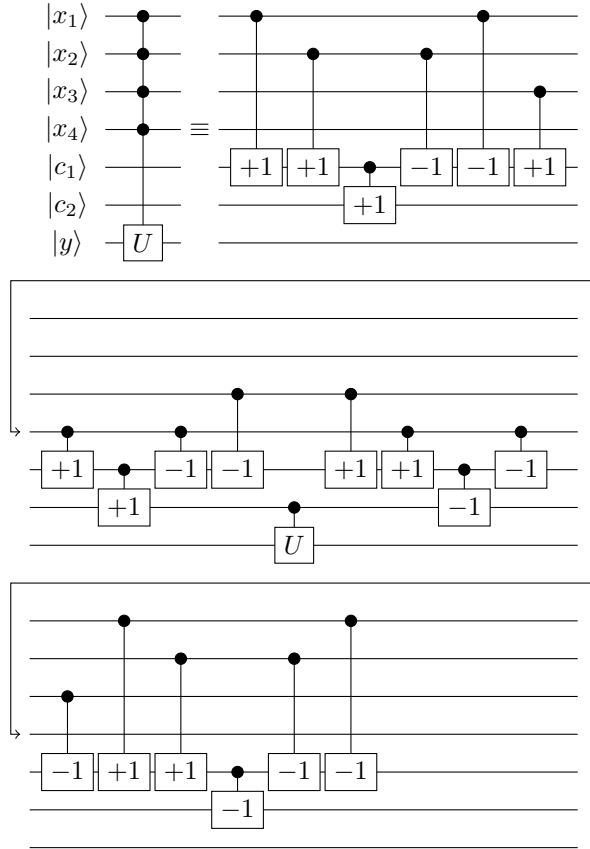 |x₁⟩
|x₂⟩
|x₃⟩
|x₄⟩ ≡
|c₁⟩ +1 +1 −1 −1 +1
|c₂⟩ +1
|y⟩ U
+1 −1 −1 +1 +1 −1
+1 −1
U
−1 +1 +1 −1 −1
−1